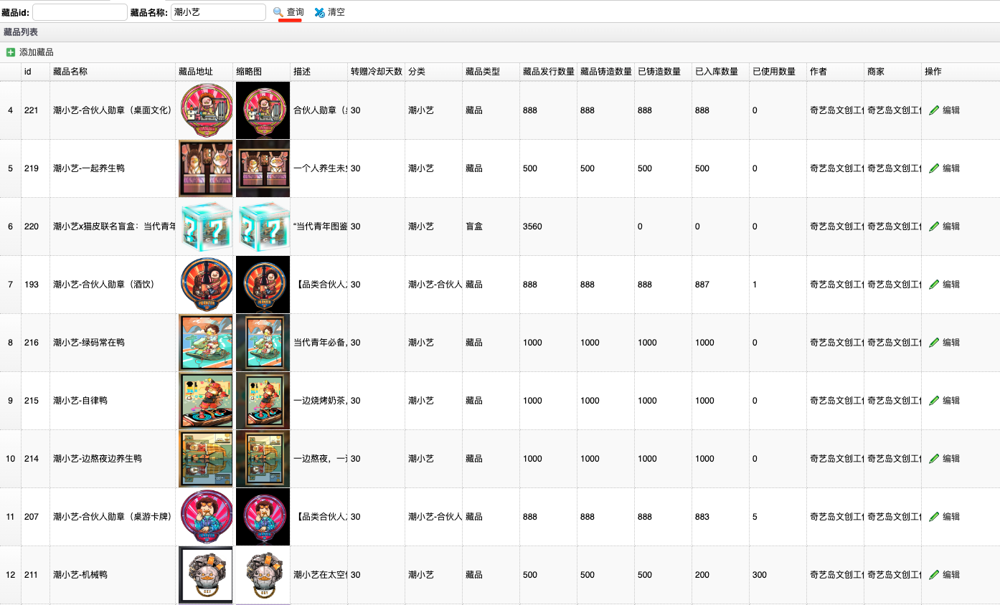 藏品id: 藏品名称: 潮小艺 查询 清空
藏品列表
添加藏品
id 藏品名称 藏品地址 缩略图 描述 转赠冷却天数 分类 藏品类型 藏品发行数量 藏品铸造数量 已铸造数量 已入库数量 已使用数量 作者 商家 操作
4 221 潮小艺-合伙人勋章（桌面文化） 合伙人勋章（ 30 潮小艺 藏品 888 888 888 888 0 奇艺岛文创工 奇艺岛文创工 编辑
5 219 潮小艺-一起养生鸭 一个人养生未 30 潮小艺 藏品 500 500 500 500 0 奇艺岛文创工 奇艺岛文创工 编辑
6 220 潮小艺x猫皮联名盲盒：当代青年 “当代青年图鉴 30 潮小艺 盲盒 3560 0 0 0 奇艺岛文创工 奇艺岛文创工 编辑
7 193 潮小艺-合伙人勋章（酒饮） 【品类合伙人 30 潮小艺-合伙人 藏品 888 888 888 887 1 奇艺岛文创工 奇艺岛文创工 编辑
8 216 潮小艺-绿码常在鸭 当代青年必备， 30 潮小艺 藏品 1000 1000 1000 1000 0 奇艺岛文创工 奇艺岛文创工 编辑
9 215 潮小艺-自律鸭 一边烧烤奶茶， 30 潮小艺 藏品 1000 1000 1000 1000 0 奇艺岛文创工 奇艺岛文创工 编辑
10 214 潮小艺-边熬夜边养生鸭 一边熬夜，一 30 潮小艺 藏品 1000 1000 1000 1000 0 奇艺岛文创工 奇艺岛文创工 编辑
11 207 潮小艺-合伙人勋章（桌游卡牌） 【品类合伙人 30 潮小艺-合伙人 藏品 888 888 888 883 5 奇艺岛文创工 奇艺岛文创工 编辑
12 211 潮小艺-机械鸭 潮小艺在太空 30 潮小艺 藏品 500 500 500 200 300 奇艺岛文创工 奇艺岛文创工 编辑